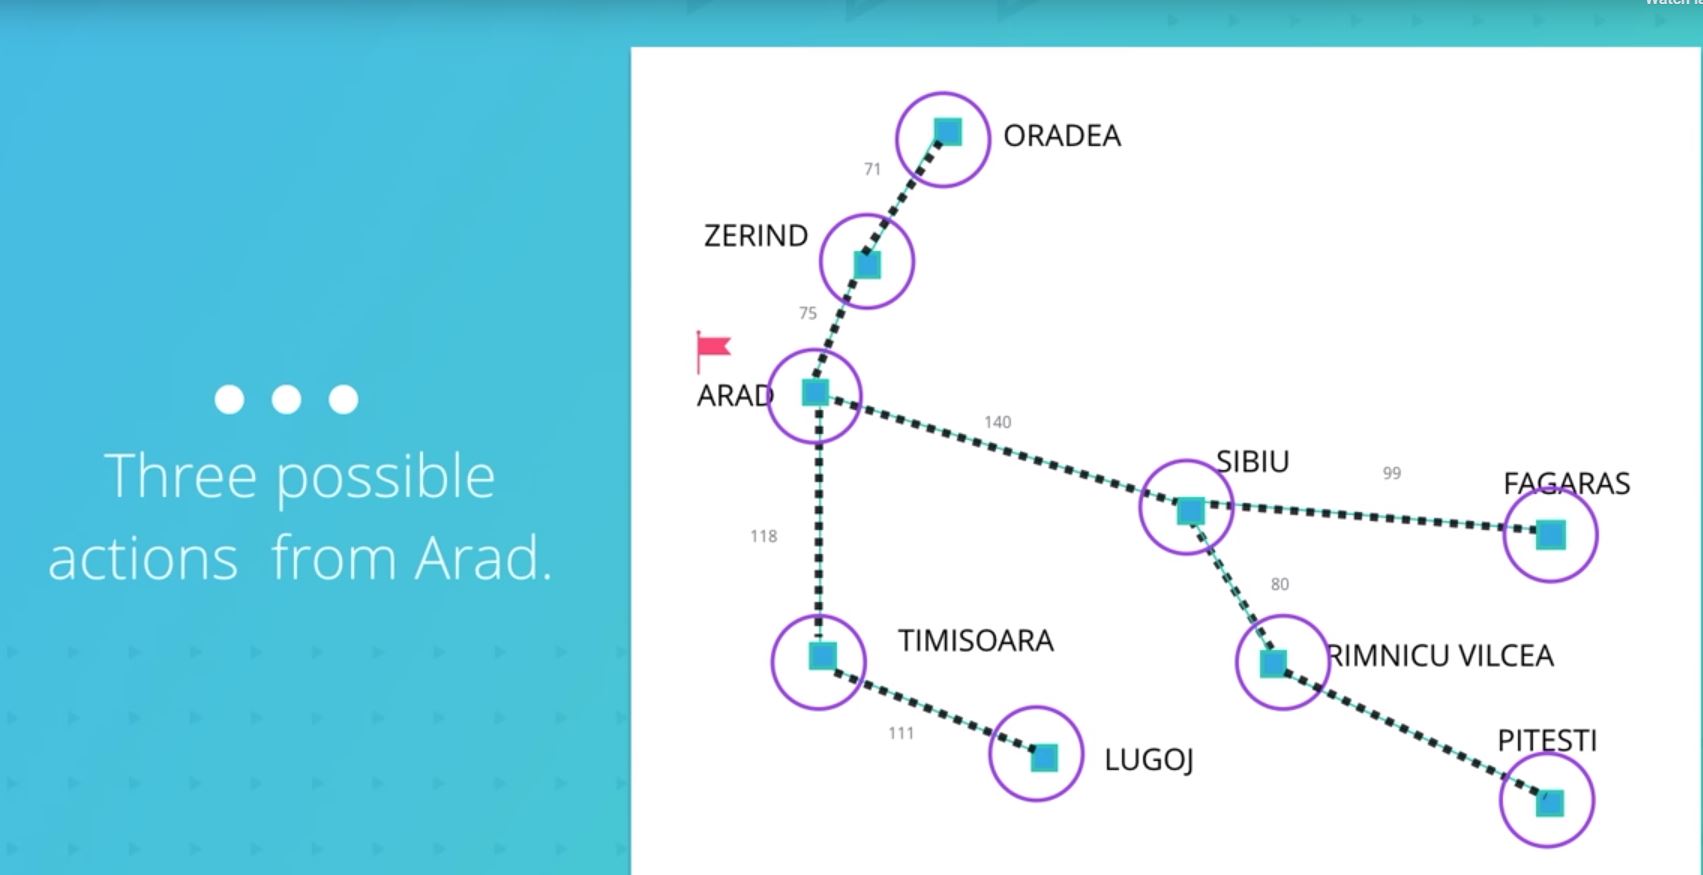 Three possible
actions from Arad.
ORADEA
71
ZERIND
75
ARAD
140
SIBIU
99
FAGARAS
118
80
TIMISOARA
RIMNICU VILCEA
111
LUGOJ
PITESTI